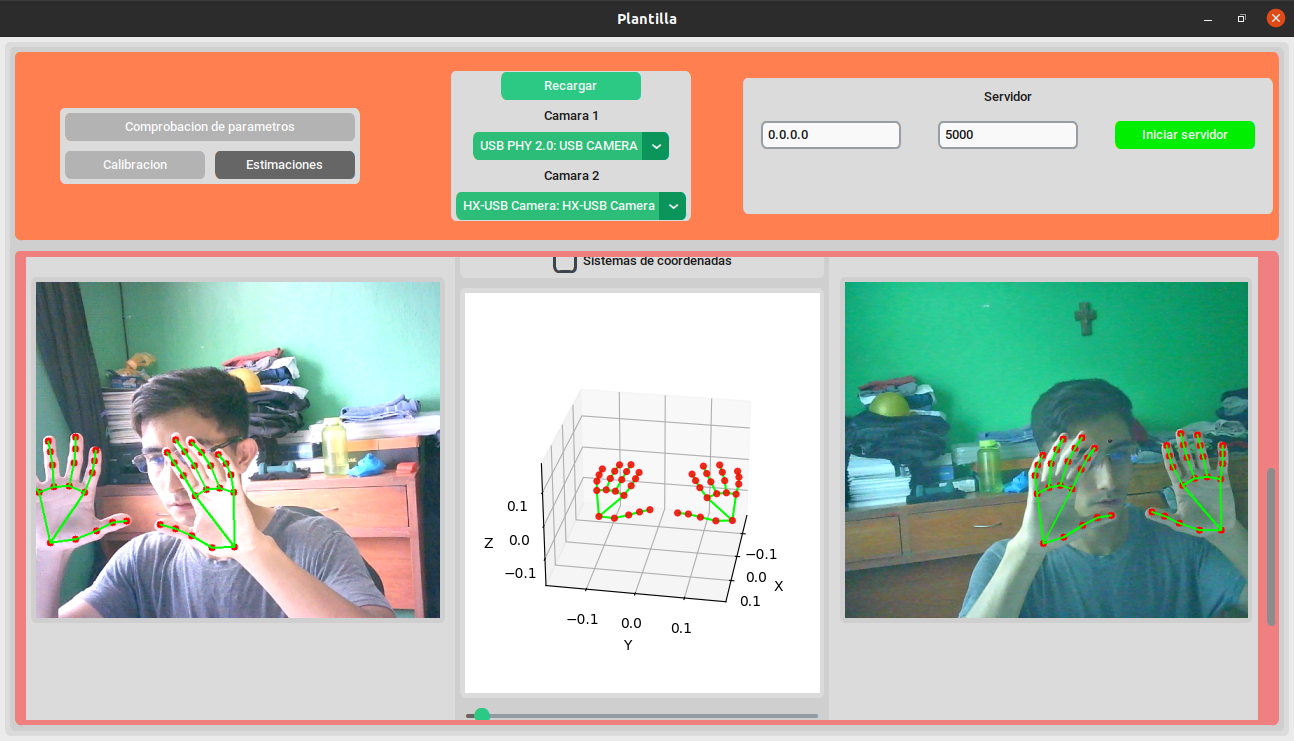 Plantilla
Comprobacion de parametros
Calibracion
Estimaciones
Recargar
Camara 1
USB PHY 2.0: USB CAMERA
Camara 2
HX-USB Camera: HX-USB Camera
Servidor
0.0.0.0
5000
Iniciar servidor
Sistemas de coordenadas
0.1
0.0
−0.1
Z
−0.1
0.0
0.1
X
−0.1
0.0
0.1
Y